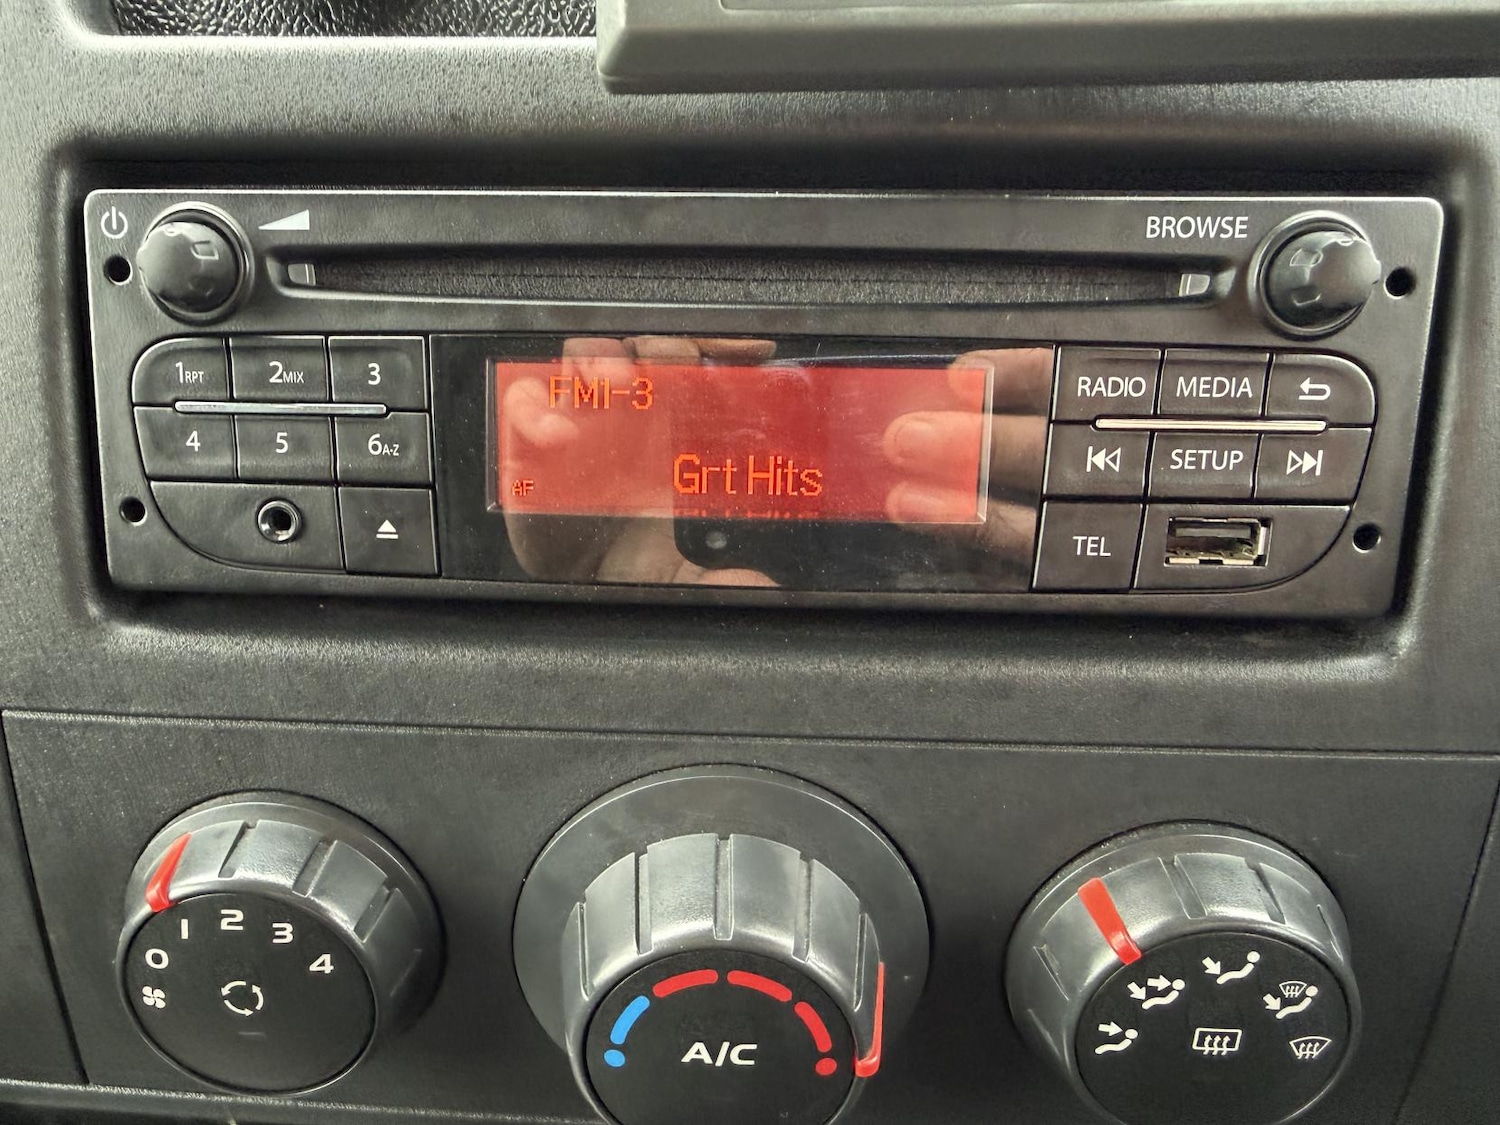 BROWSE
1RPT 2MIX 3
FM1-3
RADIO MEDIA
4 5 6A-Z
AF
Grt Hits
SETUP
TEL
0 1 2 3 4
A/C